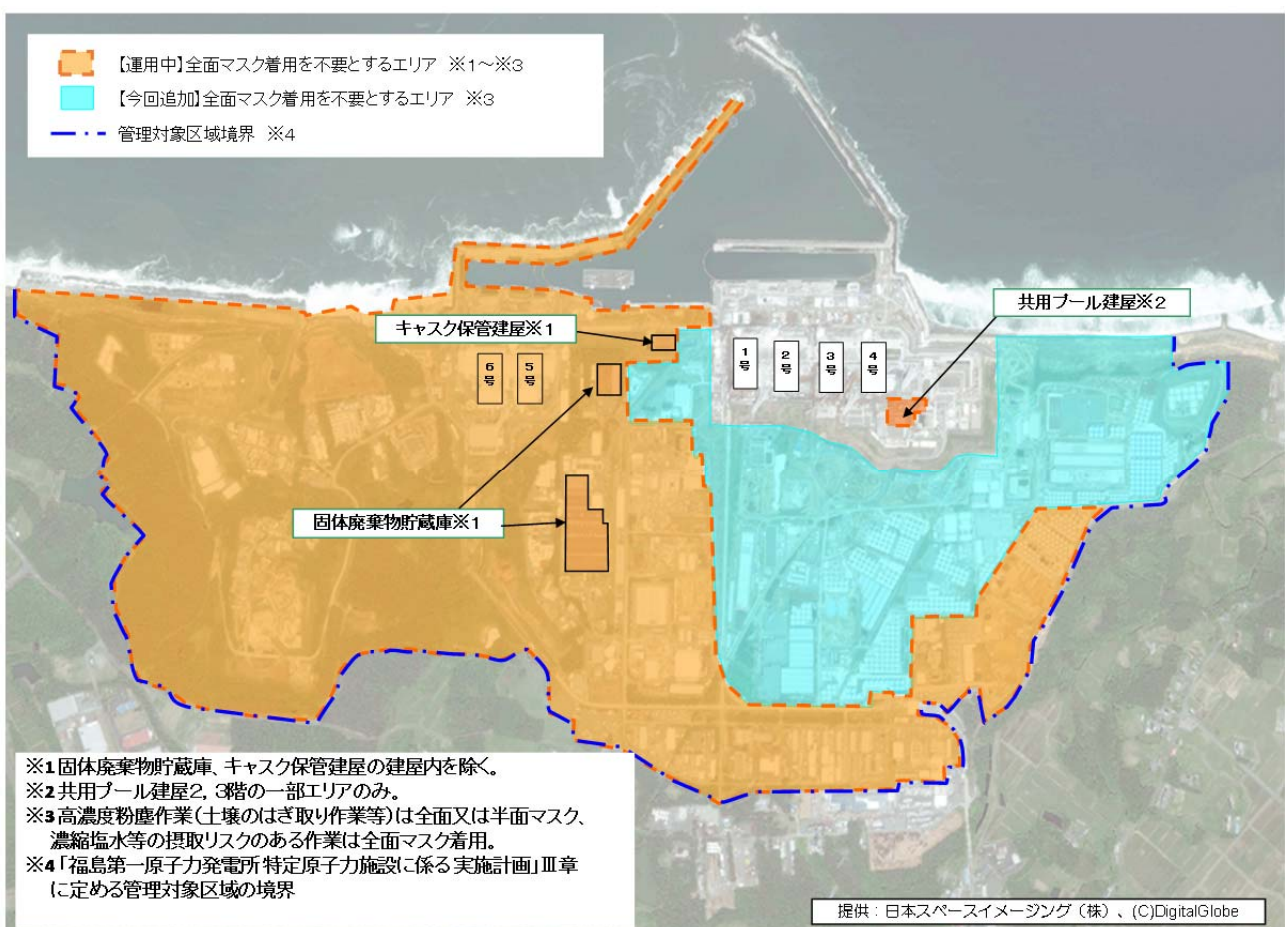 【運用中】全面マスク着用を不要とするエリア ※1～※3
【今回追加】全面マスク着用を不要とするエリア ※3
管理対象区域境界 ※4
共用プール建屋※2
キャスク保管建屋※1
1号
2号
3号
4号
6号
5号
固体廃棄物貯蔵庫※1
※1固体廃棄物貯蔵庫、キャスク保管建屋の建屋内を除く。
※2共用プール建屋2，3階の一部エリアのみ。
※3高濃度粉塵作業（土壌のはぎ取り作業等）は全面又は半面マスク、
濃縮塩水等の摂取リスクのある作業は全面マスク着用。
※4「福島第一原子力発電所 特定原子力施設に係る実施計画」Ⅲ章
に定める管理対象区域の境界
提供：日本スペースイメージング（株）、(C)DigitalGlobe